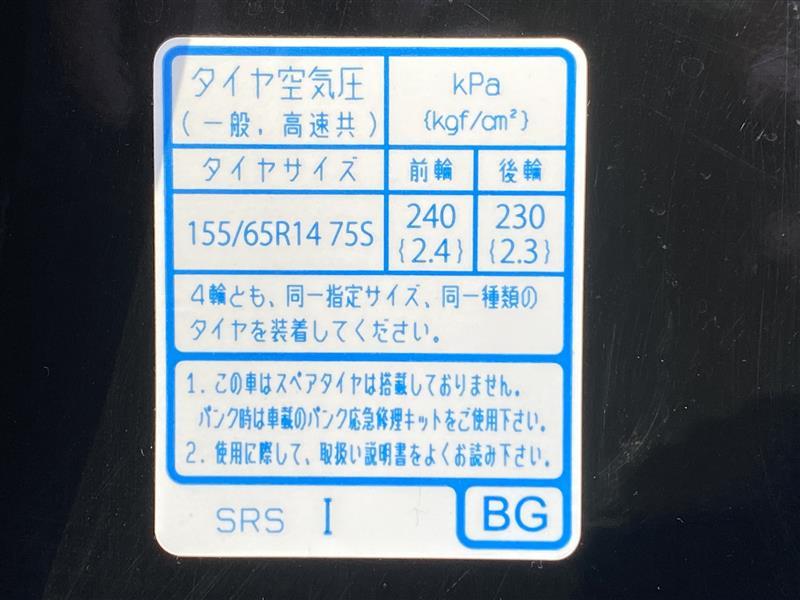 タイヤ空気圧
(一般，高速共)
kPa
{kgf/cm²}
タイヤサイズ 前輪 後輪
155/65R14 75S 240 {2.4} 230 {2.3}
4輪とも、同一指定サイズ、同一種類の
タイヤを装着してください。
1. この車はスペアタイヤは搭載しておりません。
パンク時は車載のパンク応急修理キットをご使用下さい。
2. 使用に際して、取扱い説明書をよくお読み下さい。
SRS I BG